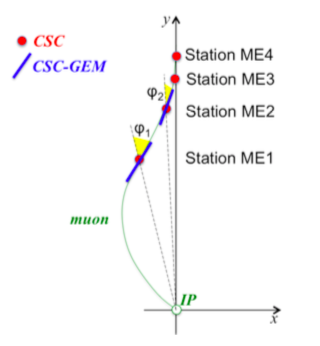 y
CSC
CSC-GEM
Station ME4
Station ME3
φ2
Station ME2
φ1
Station ME1
muon
IP
x